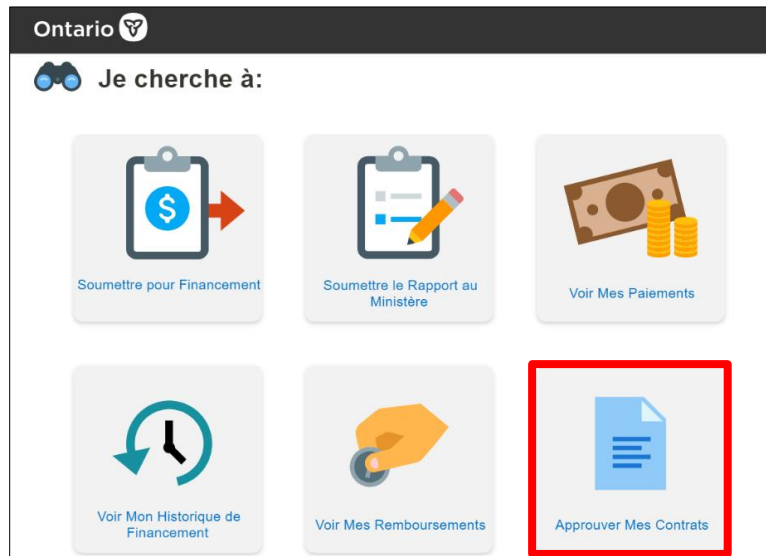 Ontario
Je cherche à:
$
Soumettre pour Financement
Soumettre le Rapport au
Ministère
Voir Mes Paiements
Voir Mon Historique de
Financement
Voir Mes Remboursements
Approuver Mes Contrats